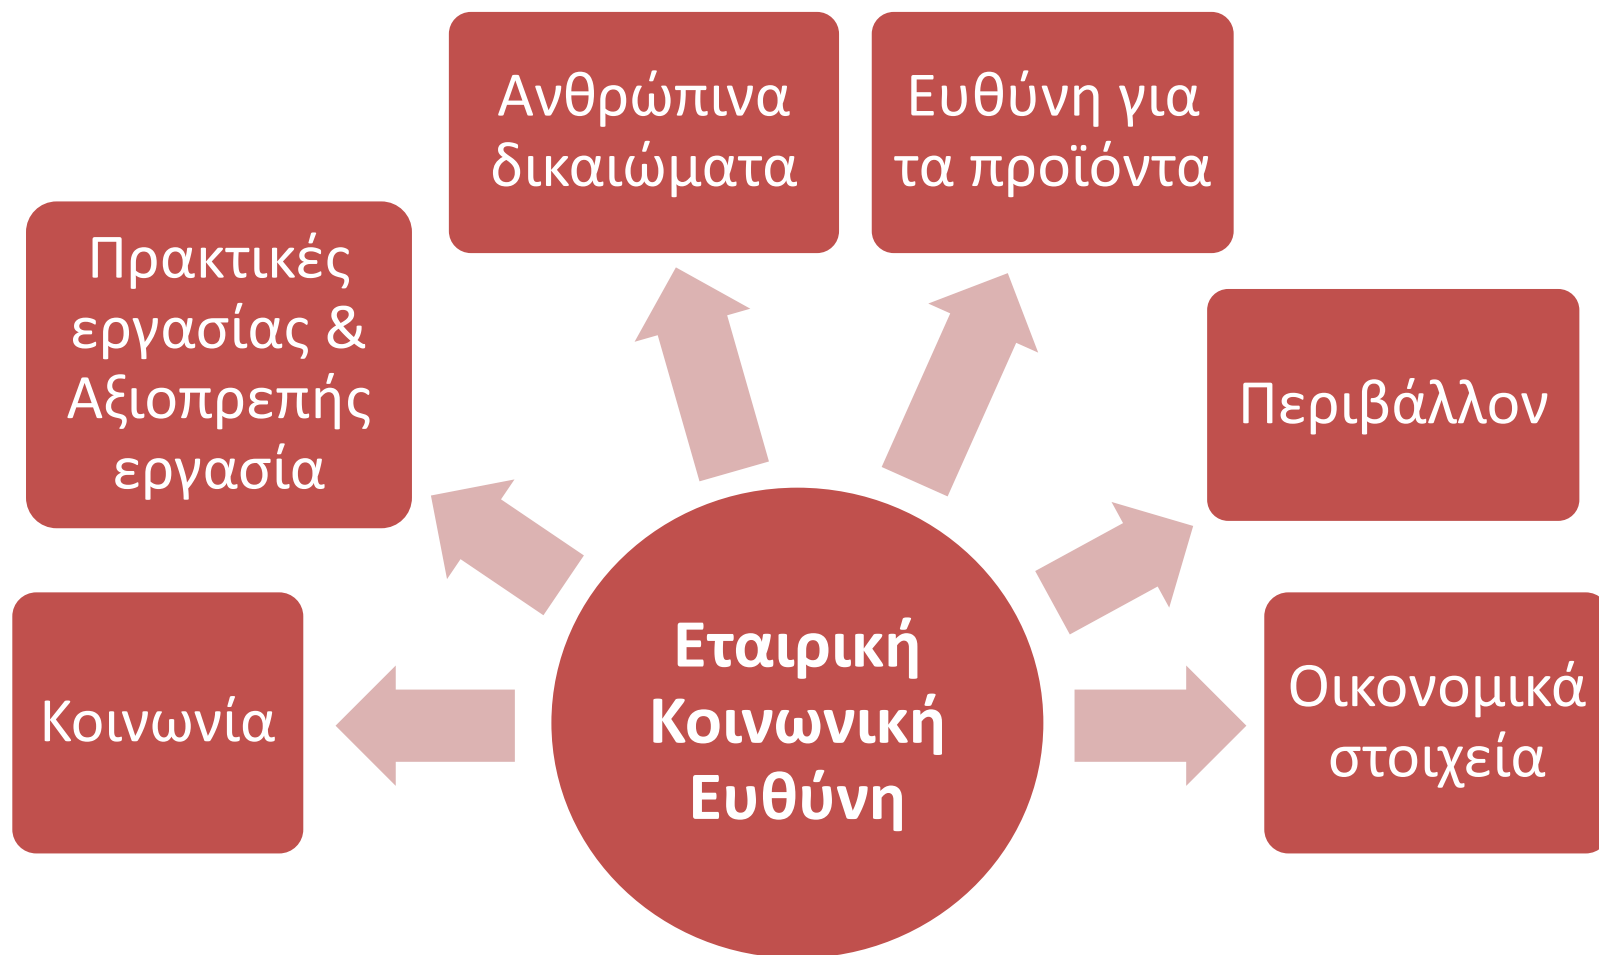 Ανθρώπινα
δικαιώματα
Ευθύνη για
τα προϊόντα
Πρακτικές
εργασίας &
Αξιοπρεπής
εργασία
Περιβάλλον
Κοινωνία
Εταιρική
Κοινωνική
Ευθύνη
Οικονομικά
στοιχεία